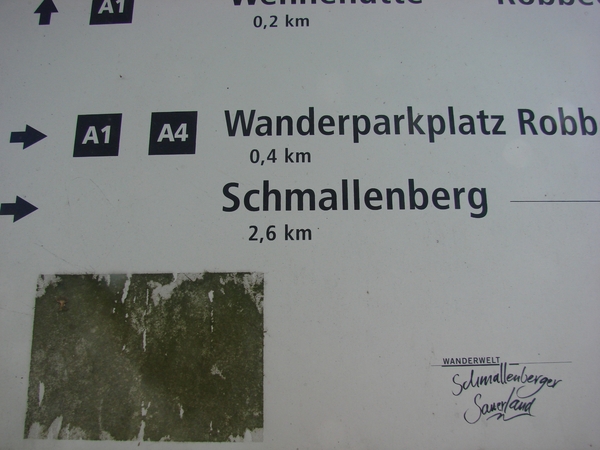 A1
0,2 km
A1 A4 Wanderparkplatz Robb
0,4 km
Schmallenberg
2,6 km
WANDERWELT
Schmallenberger
Sauerland